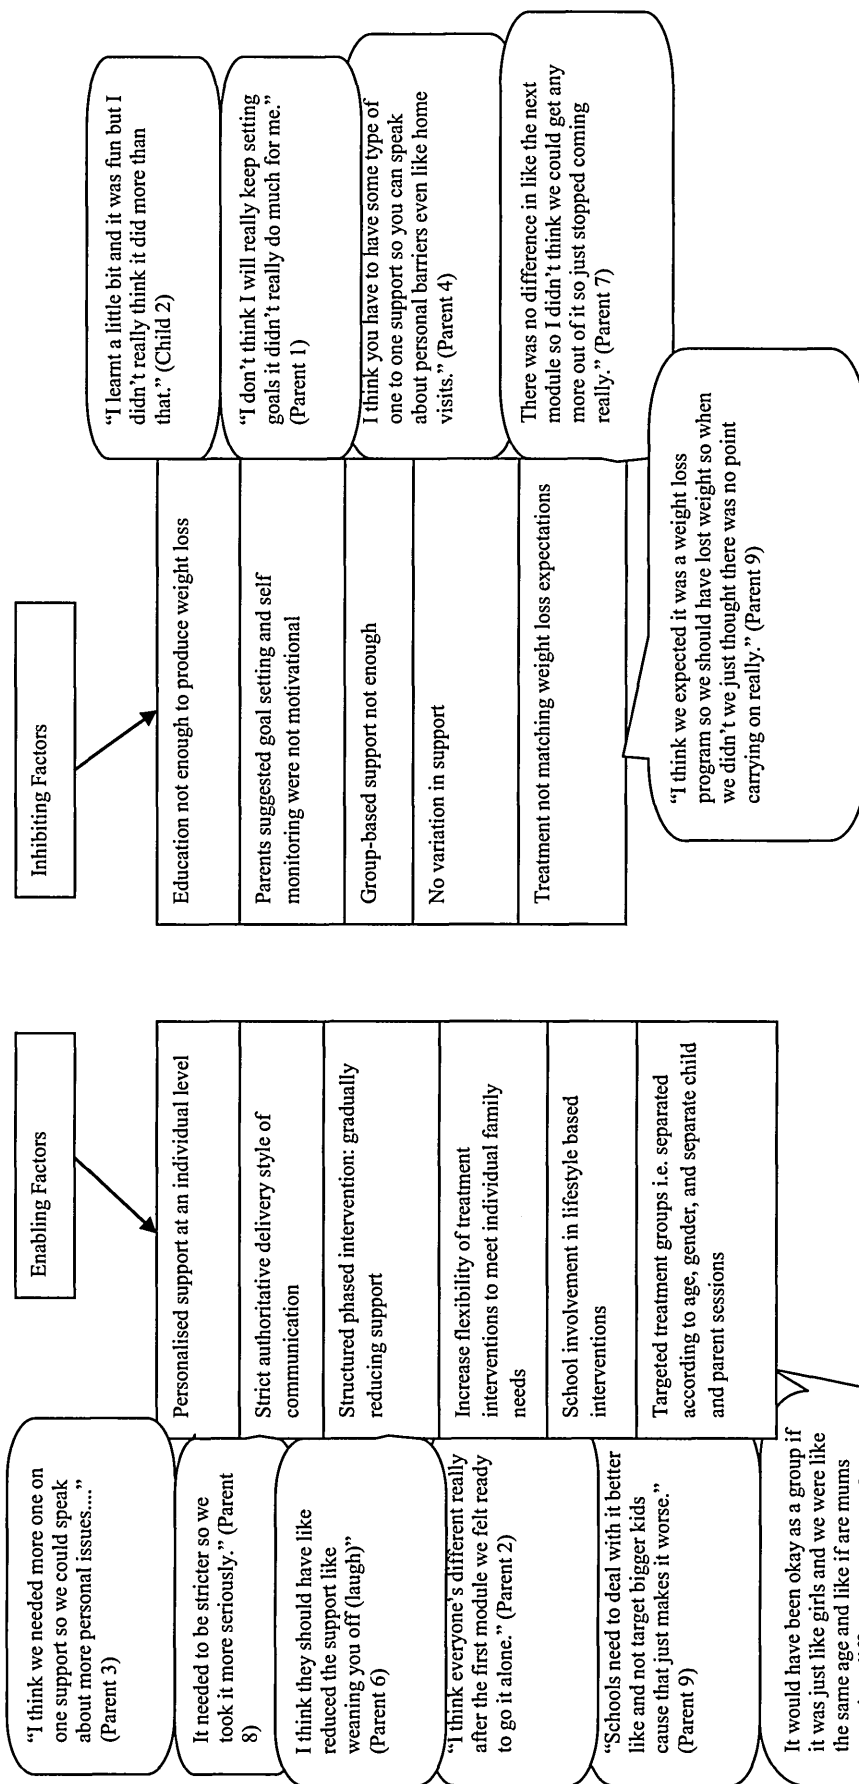 Enabling Factors
Inhibiting Factors
“I think we needed more one on
one support so we could speak
about more personal issues....”
(Parent 3)
It needed to be stricter so we
took it more seriously.” (Parent
8)
I think they should have like
reduced the support like
weaning you off (laugh)”
(Parent 6)
“I think everyone’s different really
after the first module we felt ready
to go it alone.” (Parent 2)
“Schools need to deal with it better
like and not target bigger kids
cause that just makes it worse.”
(Parent 9)
It would have been okay as a group if
it was just like girls and we were like
the same age and like if are mums
Personalised support at an individual level
Strict authoritative delivery style of
communication
Structured phased intervention: gradually
reducing support
Increase flexibility of treatment
interventions to meet individual family
needs
School involvement in lifestyle based
interventions
Targeted treatment groups i.e. separated
according to age, gender, and separate child
and parent sessions
Education not enough to produce weight loss
Parents suggested goal setting and self
monitoring were not motivational
Group-based support not enough
No variation in support
Treatment not matching weight loss expectations
“I learnt a little bit and it was fun but I
didn’t really think it did more than
that.” (Child 2)
“I don’t think I will really keep setting
goals it didn’t really do much for me.”
(Parent 1)
I think you have to have some type of
one to one support so you can speak
about personal barriers even like home
visits.” (Parent 4)
There was no difference in like the next
module so I didn’t think we could get any
more out of it so just stopped coming
really.” (Parent 7)
“I think we expected it was a weight loss
program so we should have lost weight so when
we didn’t we just thought there was no point
carrying on really.” (Parent 9)